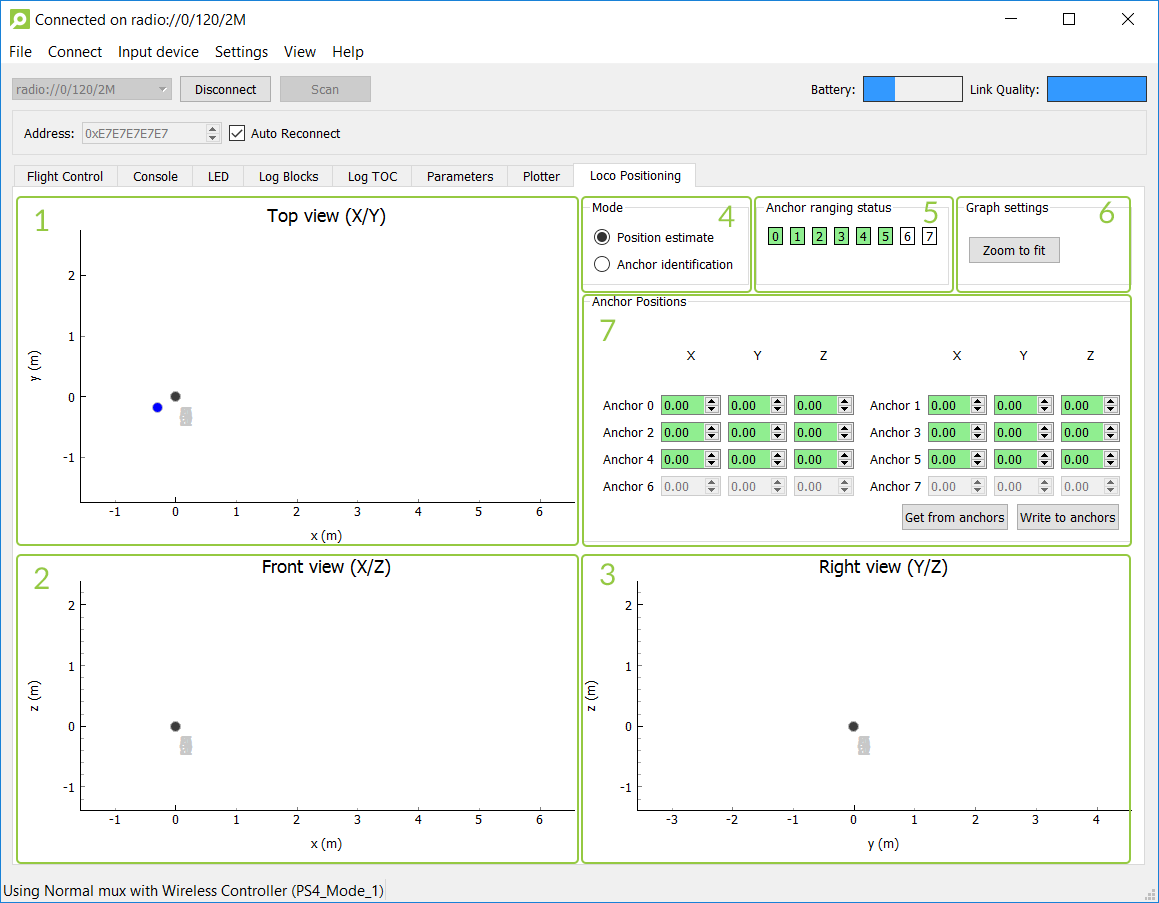 Connected on radio://0/120/2M
File Connect Input device Settings View Help
radio://0/120/2M Disconnect Scan Battery: Link Quality:
Address: 0xE7E7E7E7E7 Auto Reconnect
Flight Control Console LED Log Blocks Log TOC Parameters Plotter Loco Positioning
1 Top view (X/Y)
2
1
0
-1
y (m)
-1 0 1 2 3 4 5 6
x (m)
Mode 4
Position estimate
Anchor identification
Anchor ranging status 5
0 1 2 3 4 5 6 7
Graph settings 6
Zoom to fit
Anchor Positions
7
X Y Z X Y Z
Anchor 0 0.00 0.00 0.00 Anchor 1 0.00 0.00 0.00
Anchor 2 0.00 0.00 0.00 Anchor 3 0.00 0.00 0.00
Anchor 4 0.00 0.00 0.00 Anchor 5 0.00 0.00 0.00
Anchor 6 0.00 0.00 0.00 Anchor 7 0.00 0.00 0.00
Get from anchors Write to anchors
2 Front view (X/Z)
2
1
0
-1
z (m)
-1 0 1 2 3 4 5 6
x (m)
3 Right view (Y/Z)
2
1
0
-1
z (m)
-3 -2 -1 0 1 2 3 4
y (m)
Using Normal mux with Wireless Controller (PS4_Mode_1)